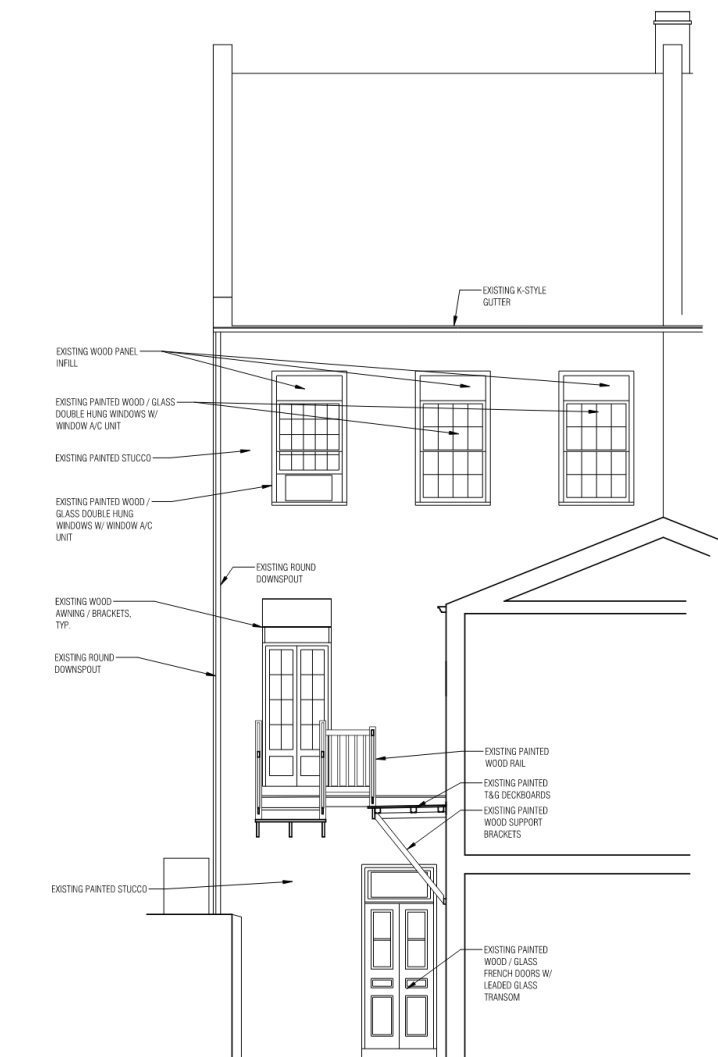 EXISTING K-STYLE
GUTTER
EXISTING WOOD PANEL
INFILL
EXISTING PAINTED WOOD / GLASS
DOUBLE HUNG WINDOWS W/
WINDOW A/C UNIT
EXISTING PAINTED STUCCO
EXISTING PAINTED WOOD /
GLASS DOUBLE HUNG
WINDOWS W/ WINDOW A/C
UNIT
EXISTING ROUND
DOWNSPOUT
EXISTING WOOD
AWNING / BRACKETS,
TYP.
EXISTING ROUND
DOWNSPOUT
EXISTING PAINTED
WOOD RAIL
EXISTING PAINTED
T&G DECKBOARDS
EXISTING PAINTED
WOOD SUPPORT
BRACKETS
EXISTING PAINTED STUCCO
EXISTING PAINTED
WOOD / GLASS
FRENCH DOORS W/
LEADED GLASS
TRANSOM